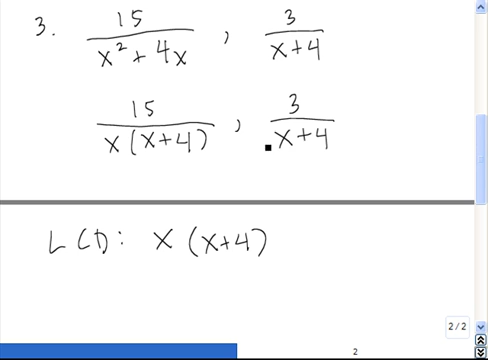 3. 15/(x² + 4x) , 3/(x+4)
15/(x(x+4)) , 3/(x+4)
LCD: x (x+4)
2/2
2